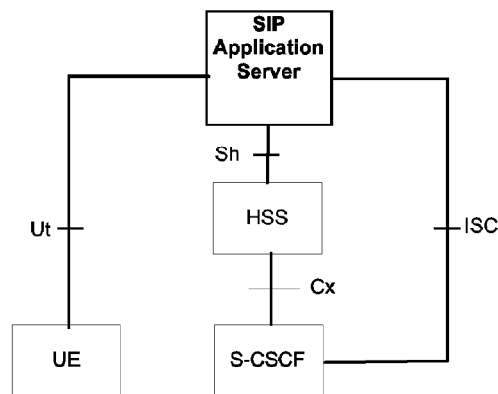 SIP
Application
Server
Sh
HSS
Ut
ISC
Cx
UE
S-CSCF